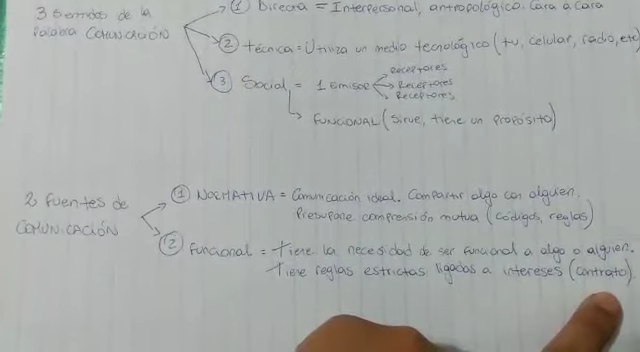 3 Sentidos de la
Palabra COMUNICACIÓN
① Directa = Interpersonal, antropológico. Cara a cara
② técnica = Utiliza un medio tecnológico (tv, celular, radio, etc)
③ Social = 1 Emisor
Receptores
Receptores
Receptores
FUNCIONAL (Sirve, tiene un propósito)
2 Fuentes de
COMUNICACIÓN
① NORMATIVA = Comunicación ideal. Compartir algo con alguien.
Presupone compresión mutua (códigos, reglas)
② Funcional = Tiene la necesidad de ser funcional a algo o alguien.
Tiene reglas estrictas ligadas a intereses (contrato)